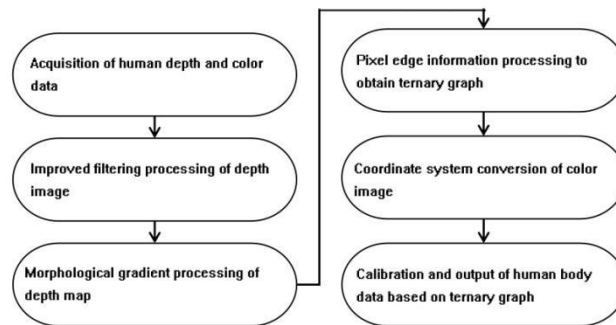 Acquisition of human depth and color
data
Improved filtering processing of depth
image
Morphological gradient processing of
depth map
Pixel edge information processing to
obtain ternary graph
Coordinate system conversion of color
image
Calibration and output of human body
data based on ternary graph